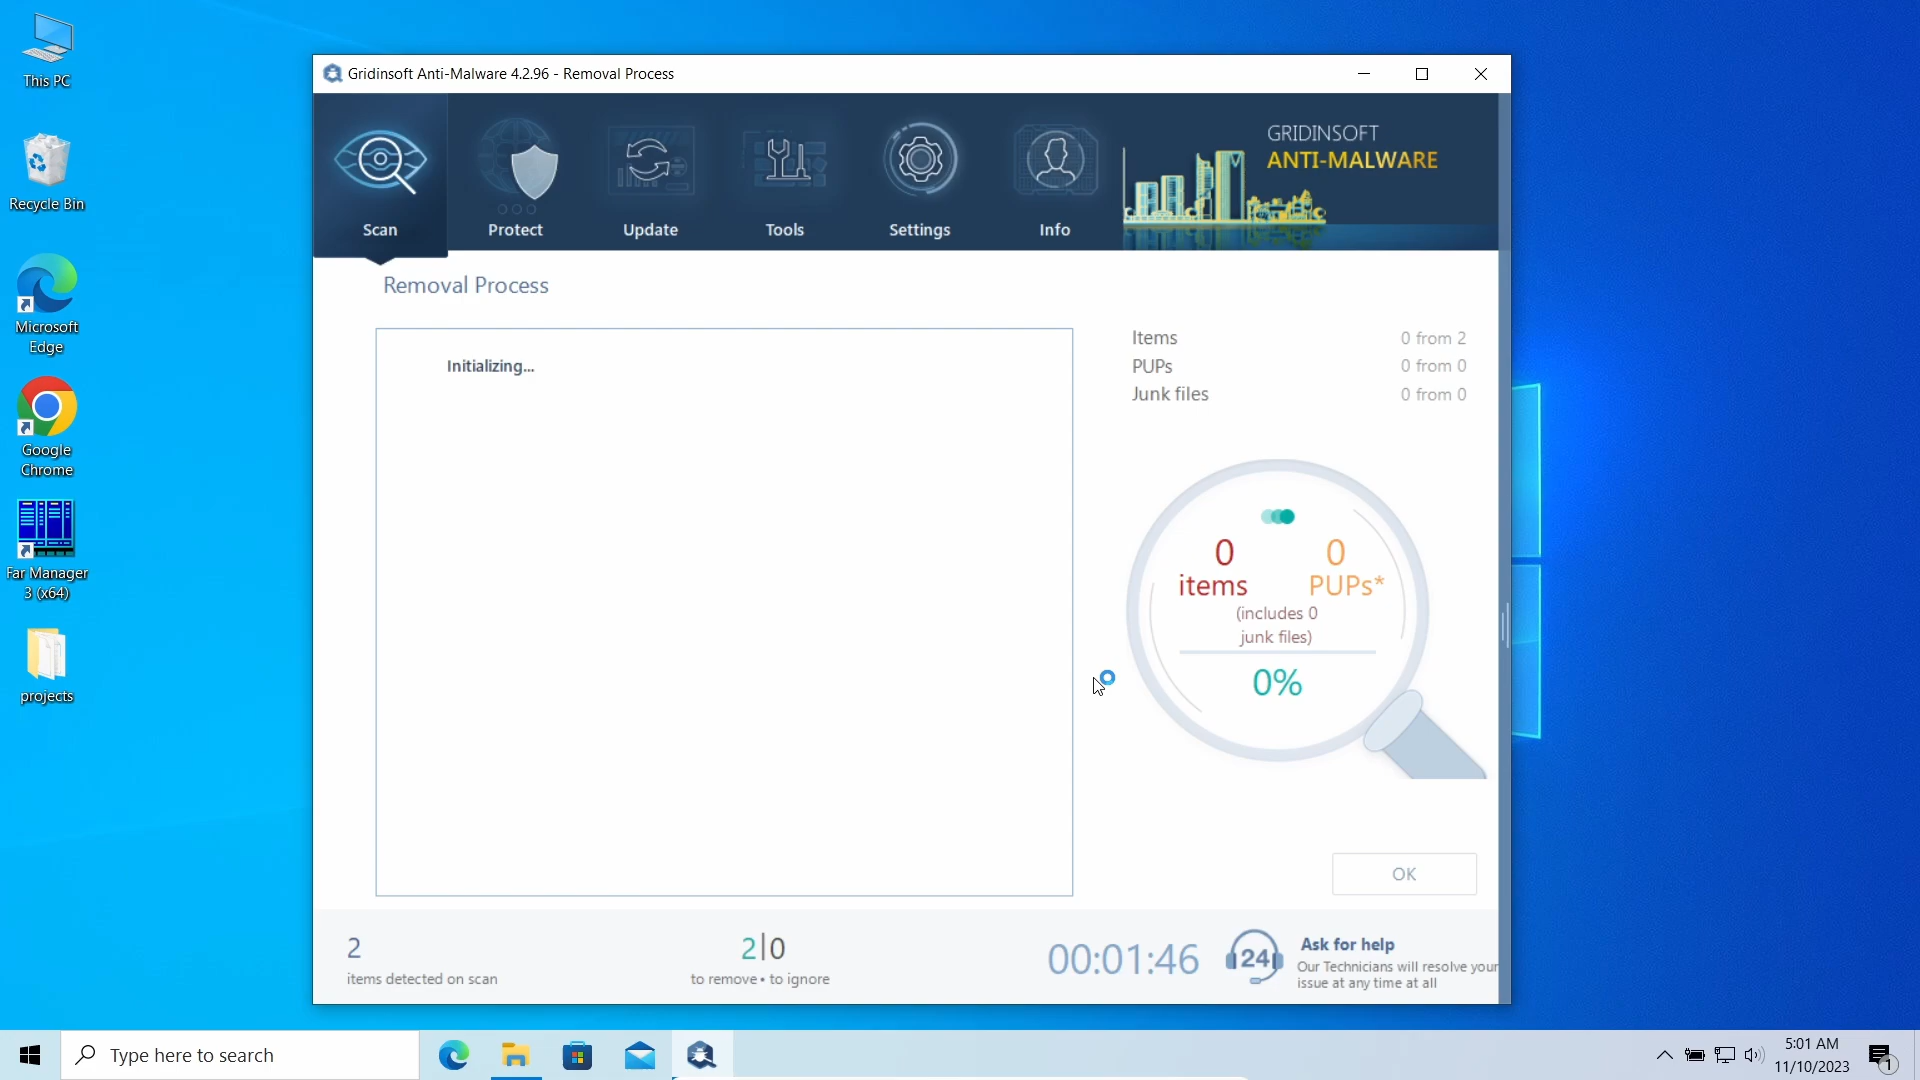 This PC
Recycle Bin
Microsoft
Edge
Google
Chrome
Far Manager
3 (x64)
projects
Gridinsoft Anti-Malware 4.2.96 - Removal Process
Scan
Protect
Update
Tools
Settings
Info
GRIDINSOFT
ANTI-MALWARE
Removal Process
Initializing...
Items 0 from 2
PUPs 0 from 0
Junk files 0 from 0
0 0
items PUPs*
(includes 0
junk files)
0%
OK
2
items detected on scan
2|0
to remove • to ignore
00:01:46
24
Ask for help
Our Technicians will resolve your
issue at any time at all
Type here to search
5:01 AM
11/10/2023
1